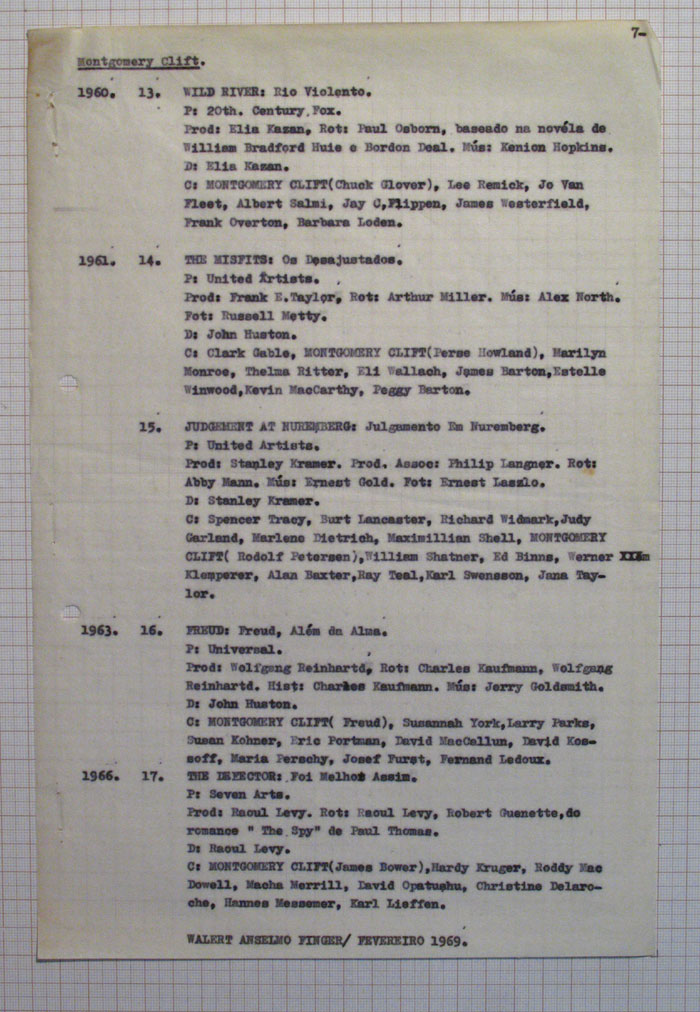 7-
Montgomery Clift.
1960. 13. WILD RIVER: Rio Violento.
P: 20th. Century Fox.
Prod: Elia Kazan, Rot: Paul Osborn, baseado na novéla de
William Bradford Huie e Bordon Deal. Mús: Kenion Hopkins.
D: Elia Kazan.
C: MONTGOMERY CLIFT(Chuck Glover), Lee Remick, Jo Van
Fleet, Albert Salmi, Jay C,Flippen, James Westerfield,
Frank Overton, Barbara Loden.
1961. 14. THE MISFITS: Os Desajustados.
P: United Artists.
Prod: Frank E.Taylor, Rot: Arthur Miller. Mús: Alex North.
Fot: Russell Metty.
D: John Huston.
C: Clark Gable, MONTGOMERY CLIFT(Perse Howland), Marilyn
Monroe, Thelma Ritter, Eli Wallach, James Barton,Estelle
Winwood,Kevin MacCarthy, Peggy Barton.
15. JUDGEMENT AT NUREMBERG: Julgamento Em Nuremberg.
P: United Artists.
Prod: Stanley Kramer. Prod. Assoc: Philip Langner. Rot:
Abby Mann. Mús: Ernest Gold. Fot: Ernest Laszlo.
D: Stanley Kramer.
C: Spencer Tracy, Burt Lancaster, Richard Widmark,Judy
Garland, Marlene Dietrich, Maximillian Shell, MONTGOMERY
CLIFT( Rodolf Petersen),William Shatner, Ed Binns, Werner
Klemperer, Alan Baxter,Ray Teal,Karl Swensson, Jana Tay-
lor.
1963. 16. FREUD: Freud, Além da Alma.
P: Universal.
Prod: Wolfgang Reinhartd, Rot: Charles Kaufmann, Wolfgang
Reinhartd. Hist: Charles Kaufmann. Mús: Jerry Goldsmith.
D: John Huston.
C: MONTGOMERY CLIFT( Freud), Susannah York,Larry Parks,
Susan Kohner, Eric Portman, David MacCallun, David Kos-
soff, Maria Perschy, Josef Furst, Fernand Ledoux.
1966. 17. THE DEFECTOR: Foi Melhor Assim.
P: Seven Arts.
Prod: Raoul Levy. Rot: Raoul Levy, Robert Guenette,do
romance " The Spy" de Paul Thomas.
D: Raoul Levy.
C: MONTGOMERY CLIFT(James Bower),Hardy Kruger, Roddy Mac
Dowell, Macha Merrill, David Opatushu, Christine Delaro-
che, Hannes Messemer, Karl Lieffen.
WALERT ANSELMO FINGER/ FEVEREIRO 1969.